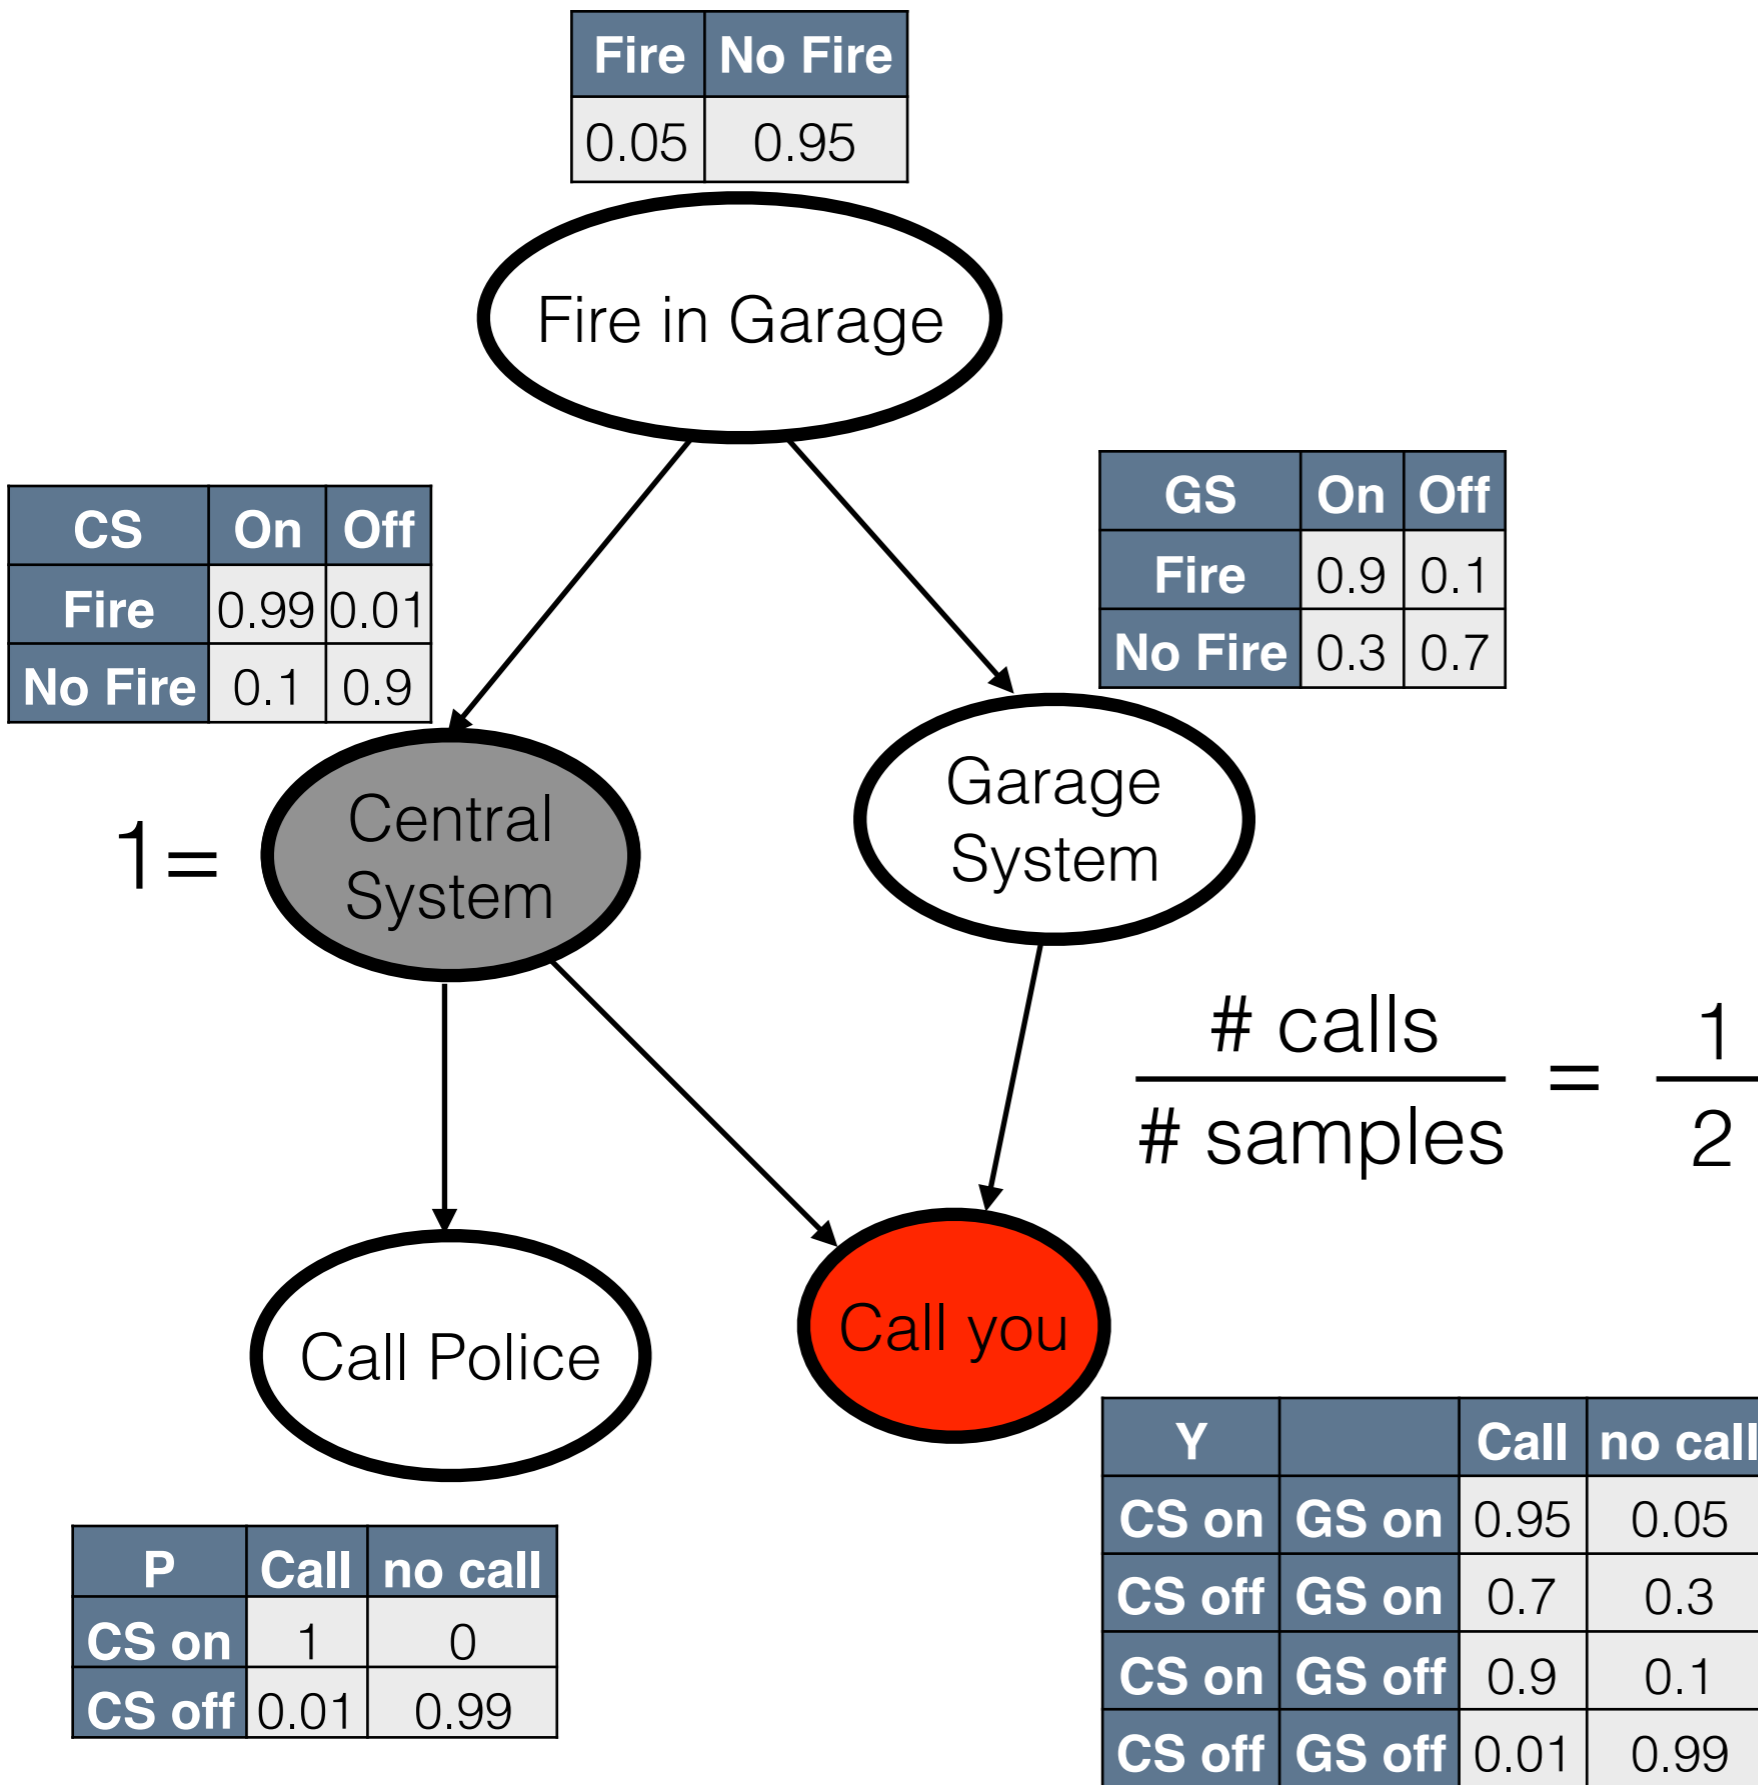 Fire No Fire
0.05 0.95
Fire in Garage
CS On Off
Fire 0.99 0.01
No Fire 0.1 0.9
GS On Off
Fire 0.9 0.1
No Fire 0.3 0.7
1=
Central
System
Garage
System
# calls
# samples
=
1
2
Call Police
Call you
P Call no call
CS on 1 0
CS off 0.01 0.99
Y Call no call
CS on GS on 0.95 0.05
CS off GS on 0.7 0.3
CS on GS off 0.9 0.1
CS off GS off 0.01 0.99